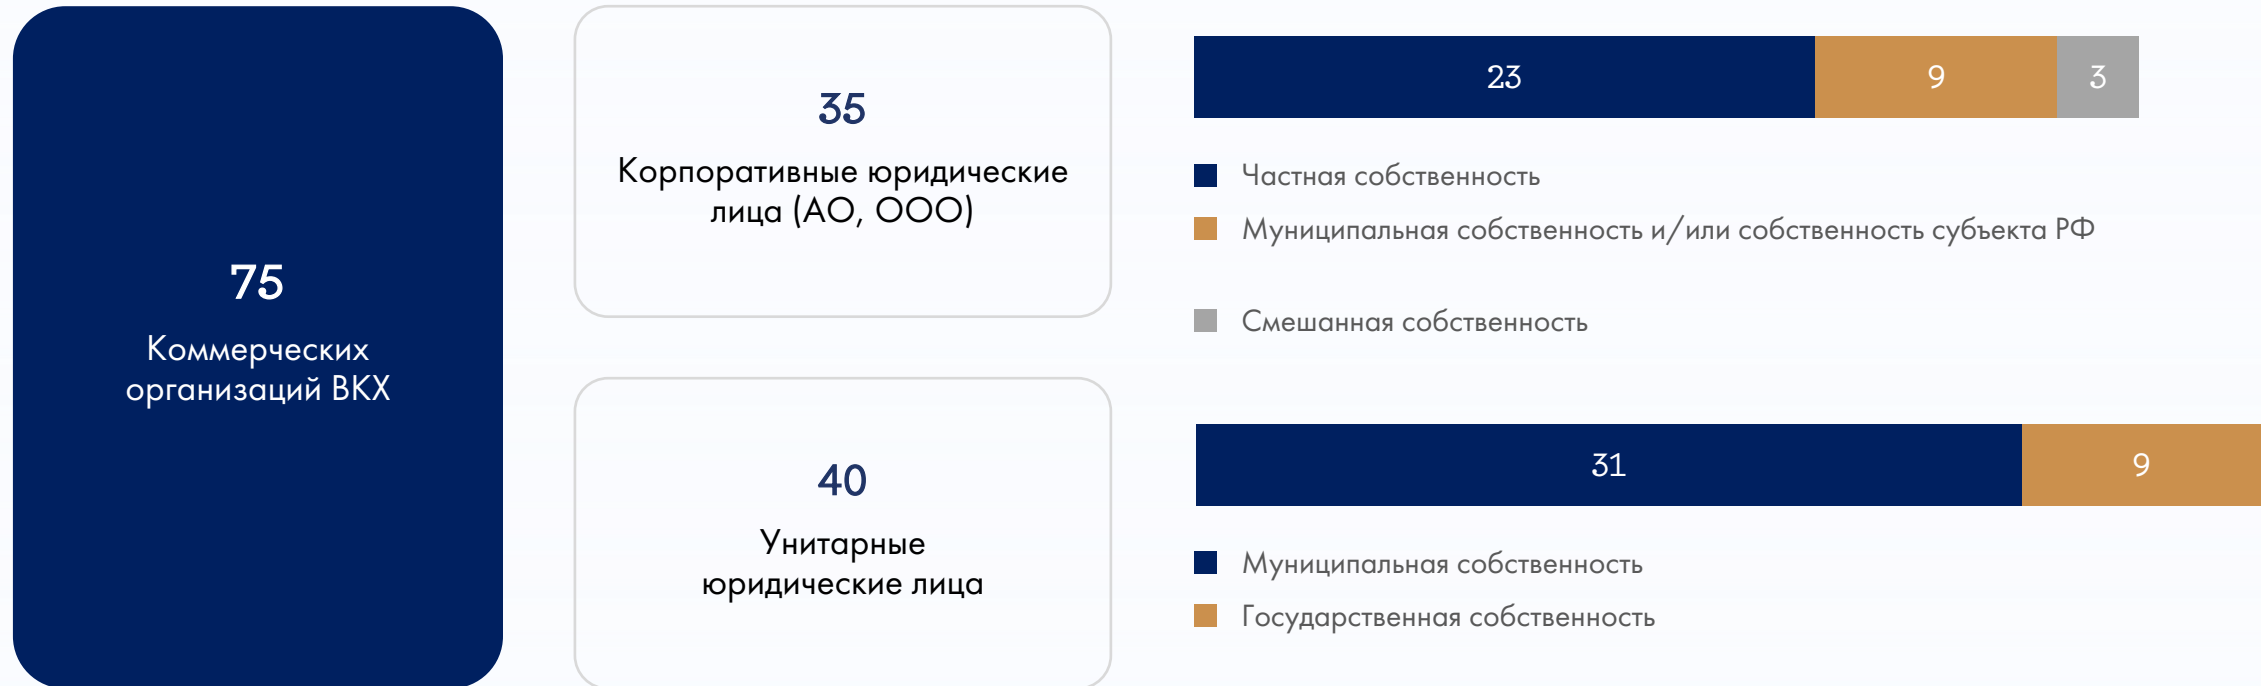 75
Коммерческих
организаций ВКХ
35
Корпоративные юридические
лица (АО, ООО)
23
9
3
Частная собственность
Муниципальная собственность и/или собственность субъекта РФ
Смешанная собственность
40
Унитарные
юридические лица
31
9
Муниципальная собственность
Государственная собственность